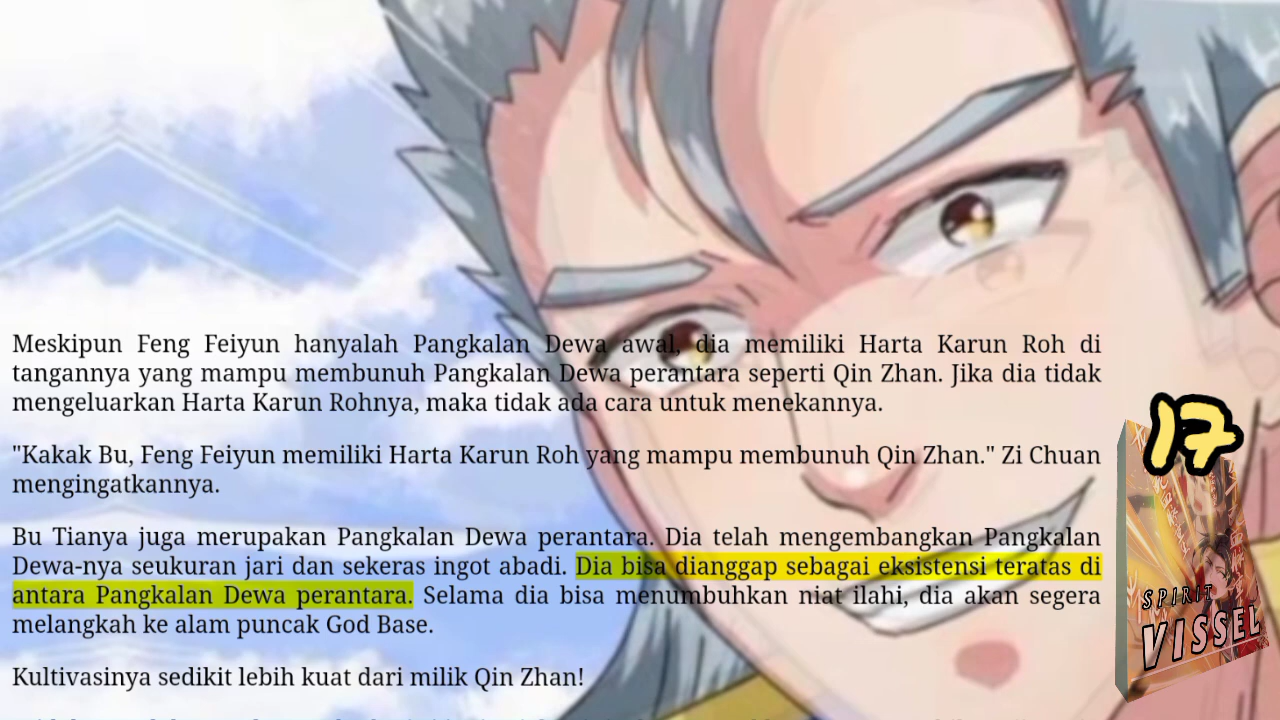 Meskipun Feng Feiyun hanyalah Pangkalan Dewa awal, dia memiliki Harta Karun Roh di
tangannya yang mampu membunuh Pangkalan Dewa perantara seperti Qin Zhan. Jika dia tidak
mengeluarkan Harta Karun Rohnya, maka tidak ada cara untuk menekannya.
"Kakak Bu, Feng Feiyun memiliki Harta Karun Roh yang mampu membunuh Qin Zhan." Zi Chuan
mengingatkannya.
Bu Tianya juga merupakan Pangkalan Dewa perantara. Dia telah mengembangkan Pangkalan
Dewa-nya seukuran jari dan sekeras ingot abadi. Dia bisa dianggap sebagai eksistensi teratas di
antara Pangkalan Dewa perantara. Selama dia bisa menumbuhkan niat ilahi, dia akan segera
melangkah ke alam puncak God Base.
Kultivasinya sedikit lebih kuat dari milik Qin Zhan!
17
SPIRIT
VISSEL